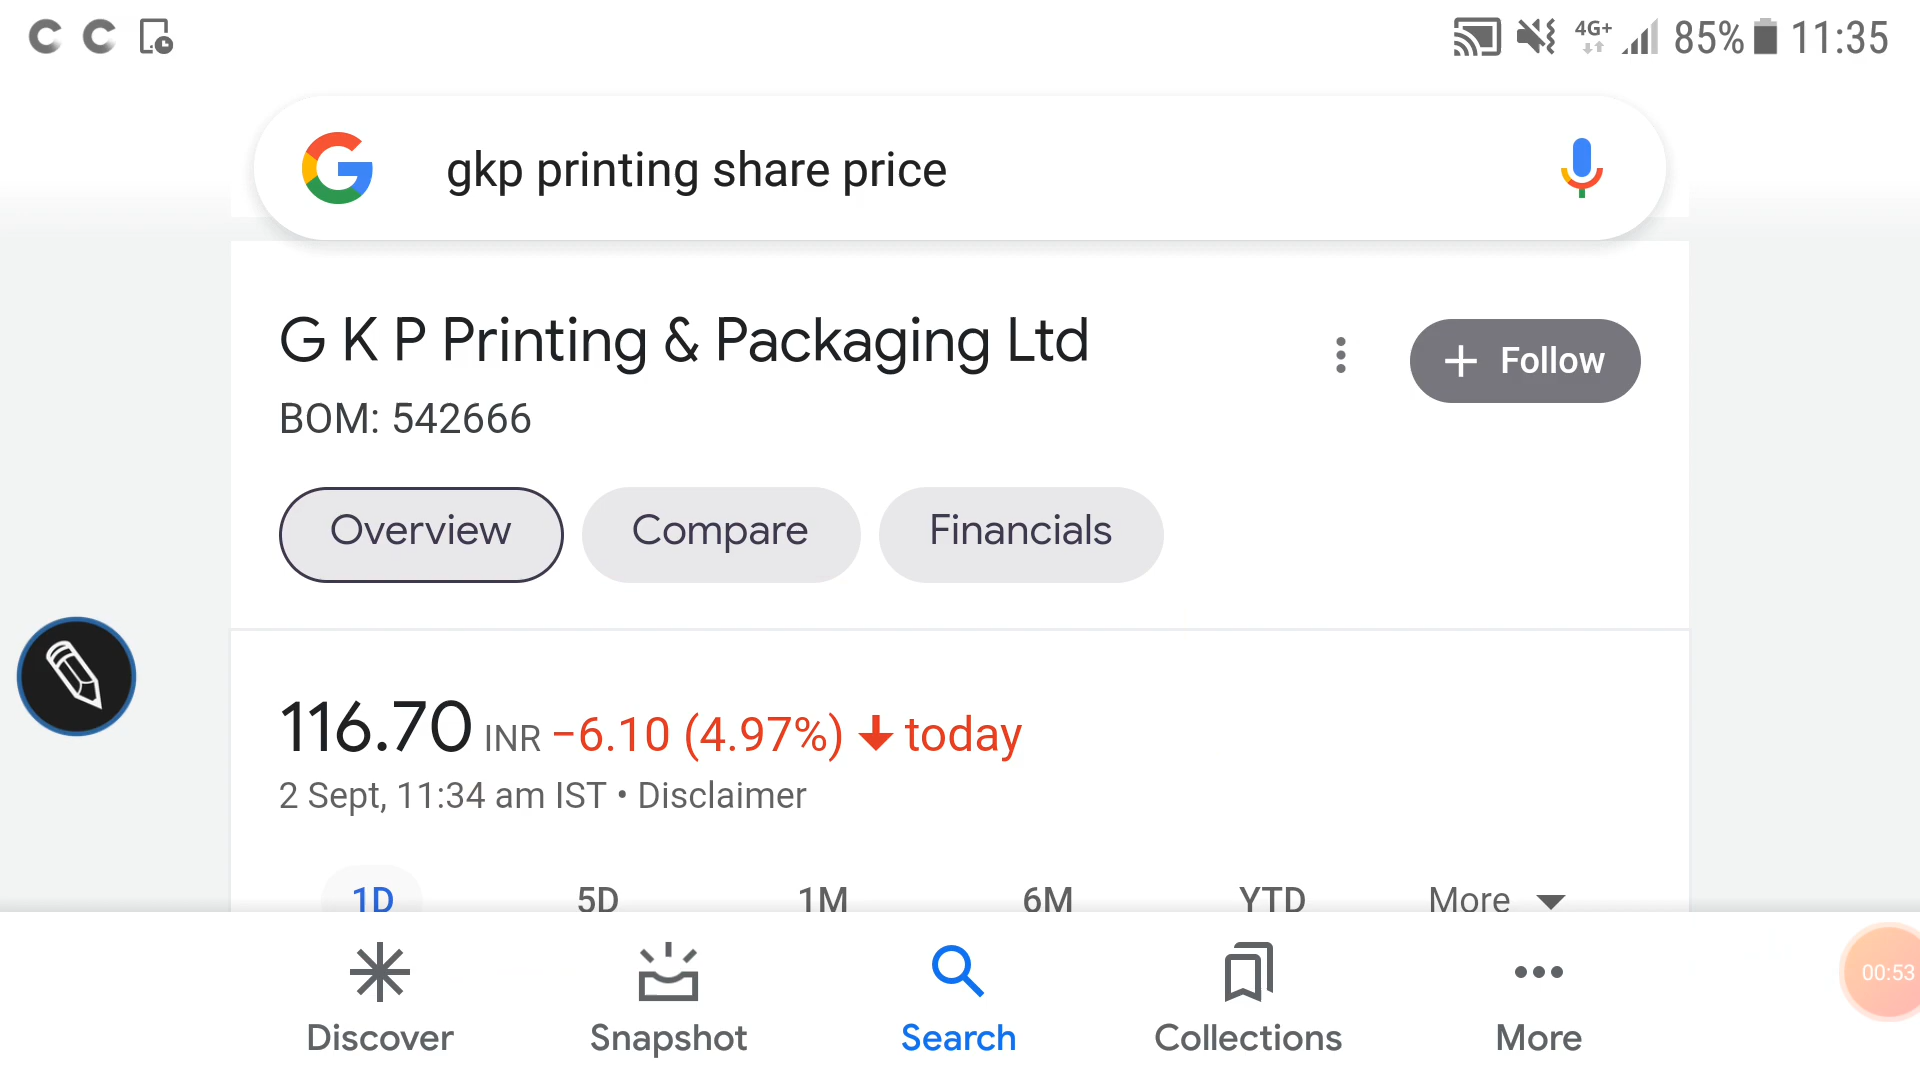 4G+ 85% 11:35
gkp printing share price
G K P Printing & Packaging Ltd
+ Follow
BOM: 542666
Overview Compare Financials
116.70 INR −6.10 (4.97%) ↓ today
2 Sept, 11:34 am IST • Disclaimer
1D 5D 1M 6M YTD More
00:53
Discover Snapshot Search Collections More